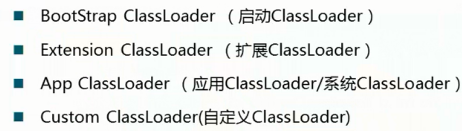 BootStrap ClassLoader （启动ClassLoader）
Extension ClassLoader （扩展ClassLoader）
App ClassLoader （应用ClassLoader/系统ClassLoader）
Custom ClassLoader(自定义ClassLoader)